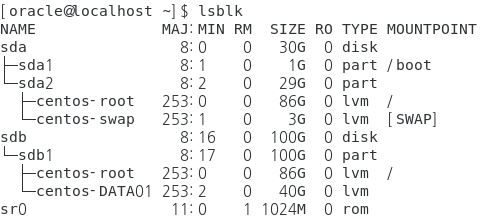 [oracle@localhost ~]$ lsblk
NAME MAJ:MIN RM SIZE RO TYPE MOUNTPOINT
sda 8:0 0 30G 0 disk
├─sda1 8:1 0 1G 0 part /boot
└─sda2 8:2 0 29G 0 part
├─centos-root 253:0 0 86G 0 lvm /
└─centos-swap 253:1 0 3G 0 lvm [SWAP]
sdb 8:16 0 100G 0 disk
└─sdb1 8:17 0 100G 0 part
├─centos-root 253:0 0 86G 0 lvm /
└─centos-DATA01 253:2 0 40G 0 lvm
sr0 11:0 1 1024M 0 rom